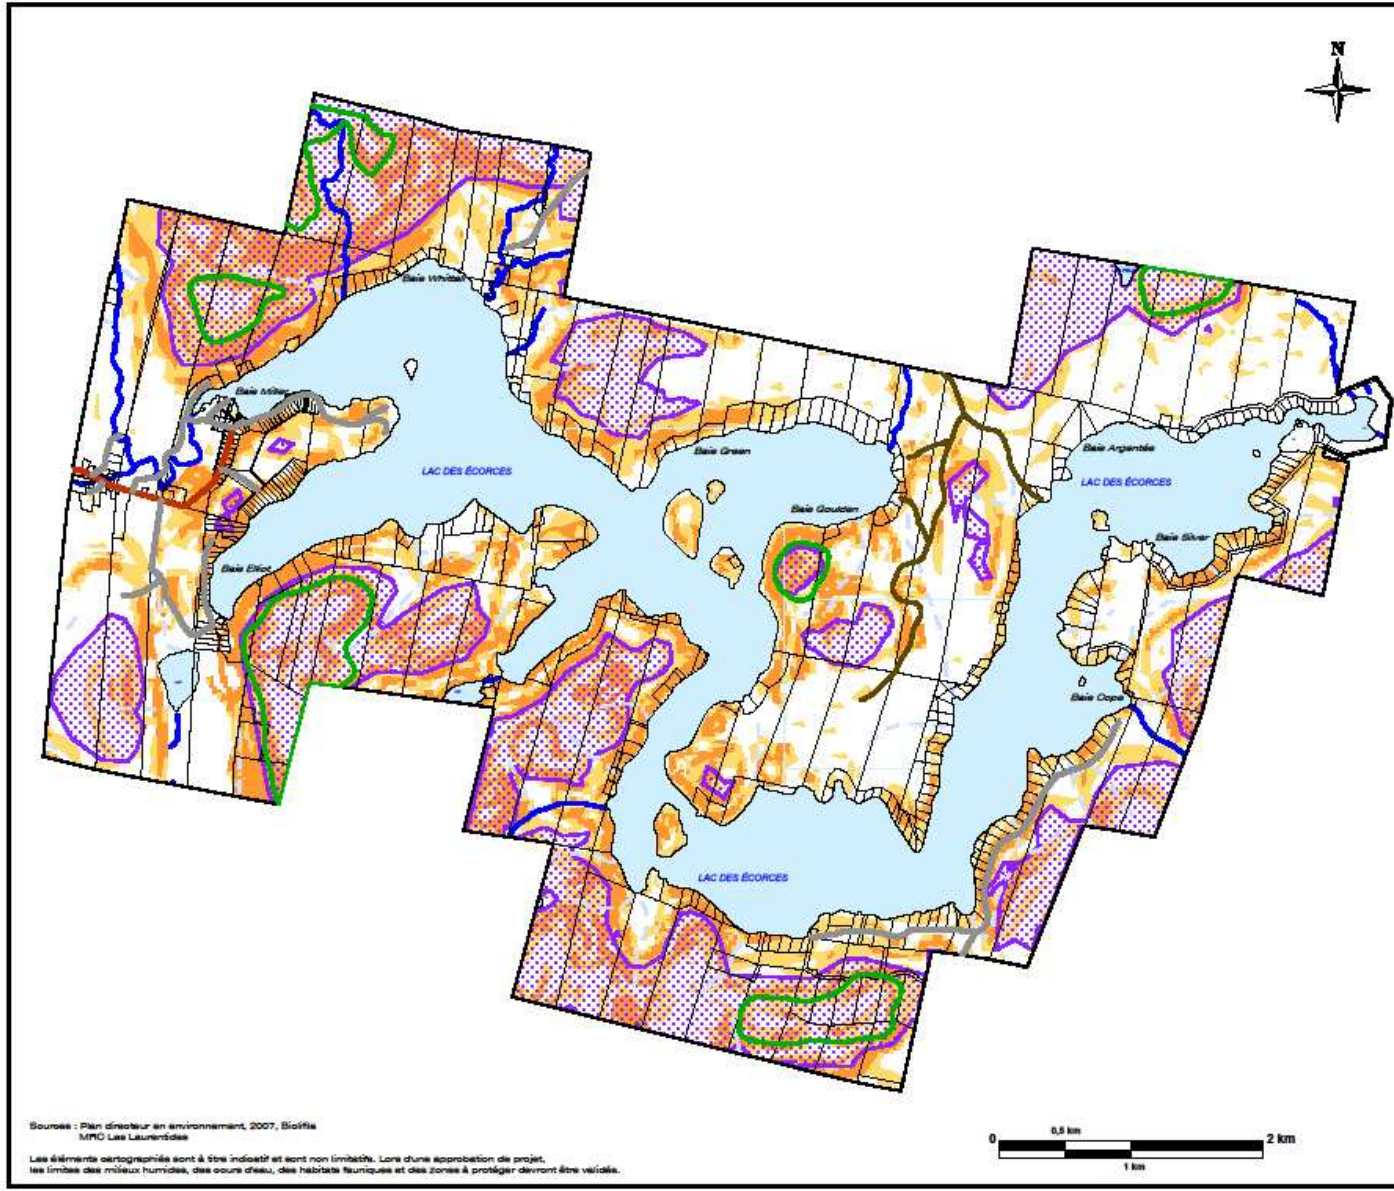 N
Baie Whittall
Baie Miller
LAC DES ÉCORCES
Baie Green
Baie Argentée
LAC DES ÉCORCES
Baie Goulden
Baie Silver
Baie Elliot
Baie Cope
LAC DES ÉCORCES
Sources : Plan directeur en environnement, 2007, Biofilia
MRC Les Laurentides
Les éléments cartographiés sont à titre indicatif et sont non limitatifs. Lors d'une approbation de projet,
les limites des milieux humides, des cours d'eau, des habitats fauniques et des zones à protéger devront être validés.
0,5 km
0 2 km
1 km